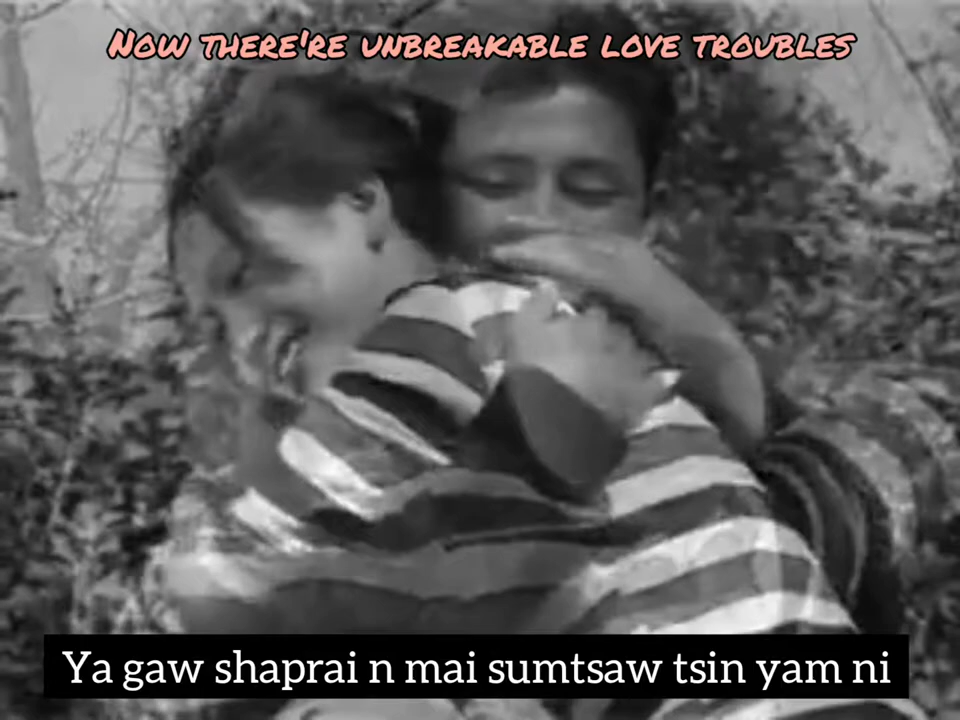 NOW THERE'RE UNBREAKABLE LOVE TROUBLES
Ya gaw shaprai n mai sumtsaw tsin yam ni